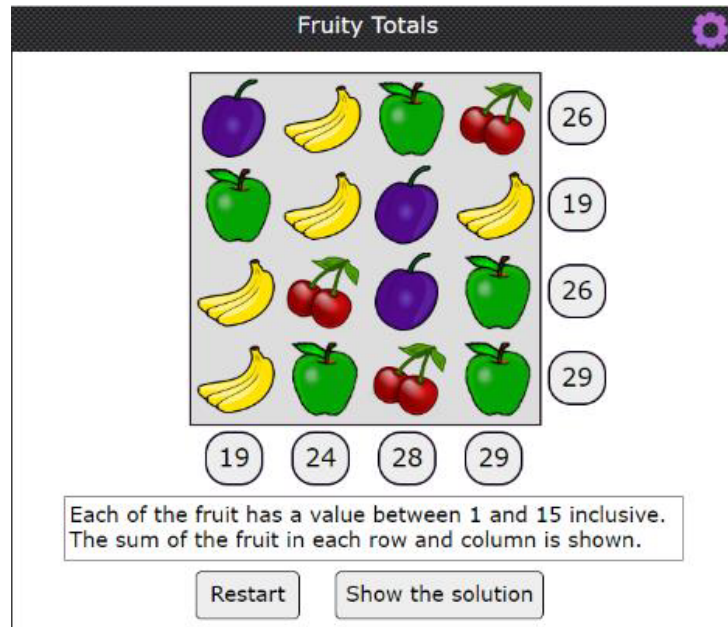 Fruity Totals
26
19
26
29
19 24 28 29
Each of the fruit has a value between 1 and 15 inclusive.
The sum of the fruit in each row and column is shown.
Restart Show the solution